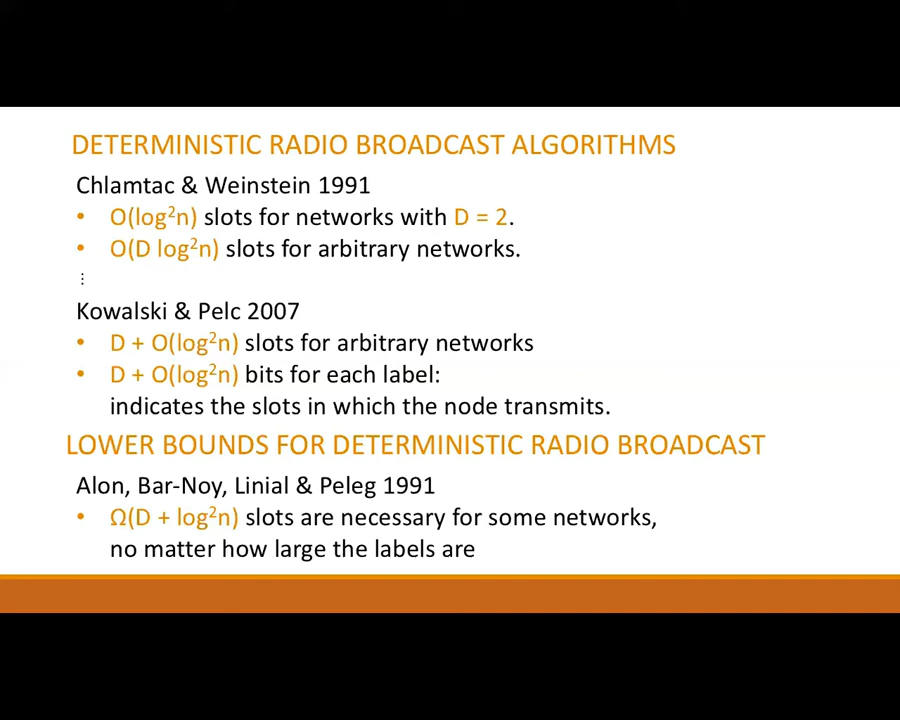 DETERMINISTIC RADIO BROADCAST ALGORITHMS
Chlamtac & Weinstein 1991
• O(log²n) slots for networks with D = 2.
• O(D log²n) slots for arbitrary networks.
⋮
Kowalski & Pelc 2007
• D + O(log²n) slots for arbitrary networks
• D + O(log²n) bits for each label:
indicates the slots in which the node transmits.
LOWER BOUNDS FOR DETERMINISTIC RADIO BROADCAST
Alon, Bar-Noy, Linial & Peleg 1991
• Ω(D + log²n) slots are necessary for some networks,
no matter how large the labels are